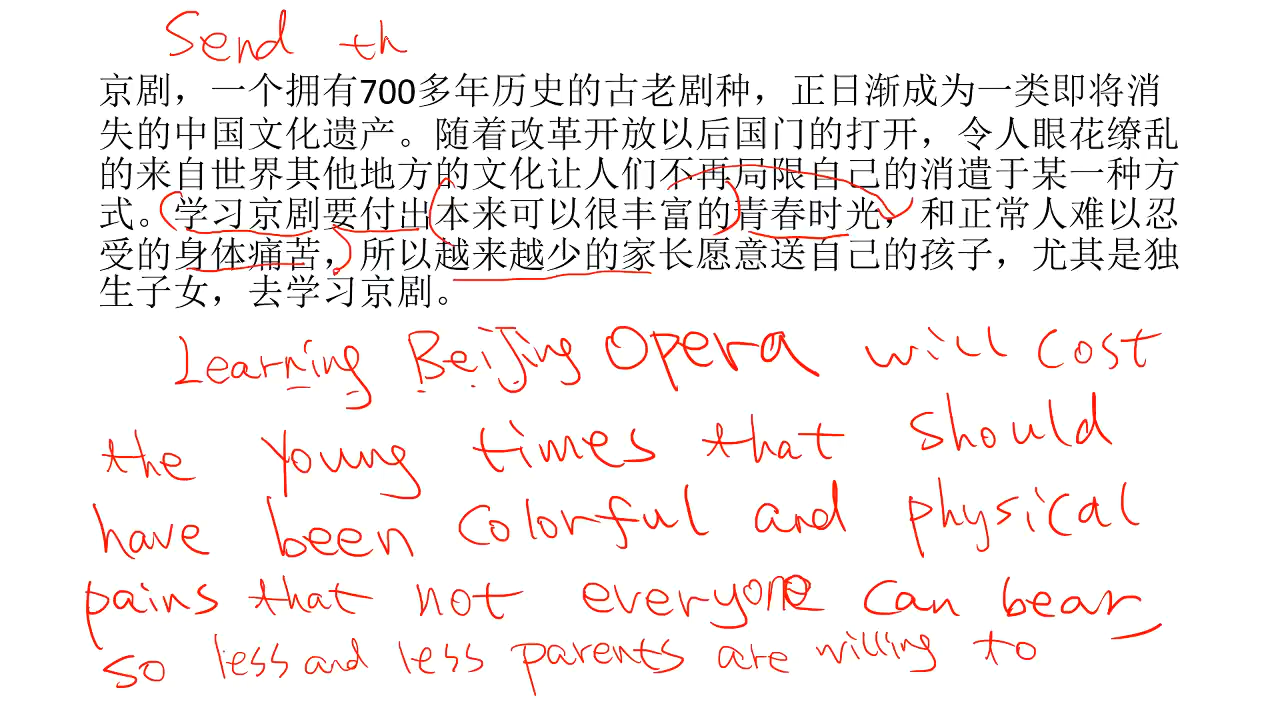 Send th
京剧，一个拥有700多年历史的古老剧种，正日渐成为一类即将消
失的中国文化遗产。随着改革开放以后国门的打开，令人眼花缭乱
的来自世界其他地方的文化让人们不再局限自己的消遣于某一种方
式。学习京剧要付出本来可以很丰富的青春时光，和正常人难以忍
受的身体痛苦，所以越来越少的家长愿意送自己的孩子，尤其是独
生子女，去学习京剧。
Learning Beijing Opera will cost
the young times that should
have been colorful and physical
pains that not everyone can bear
so less and less parents are willing to